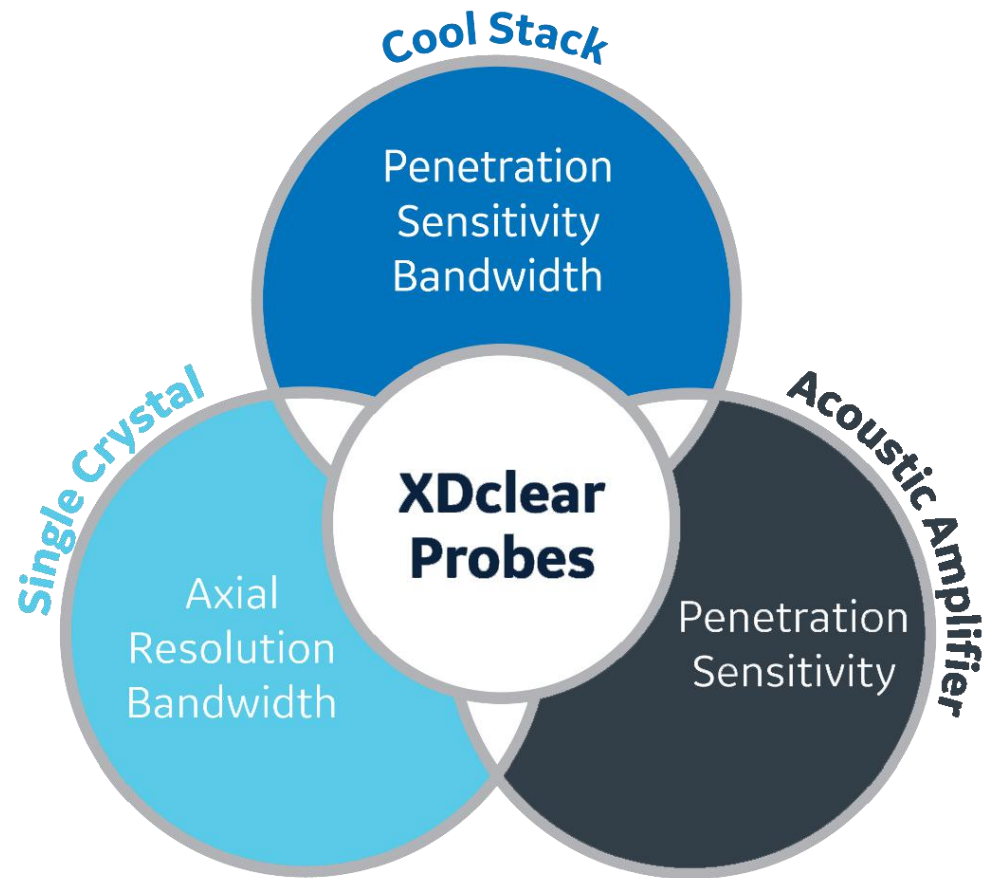 Cool Stack
Penetration
Sensitivity
Bandwidth
Single Crystal
Acoustic Amplifier
XDclear
Probes
Axial
Resolution
Bandwidth
Penetration
Sensitivity